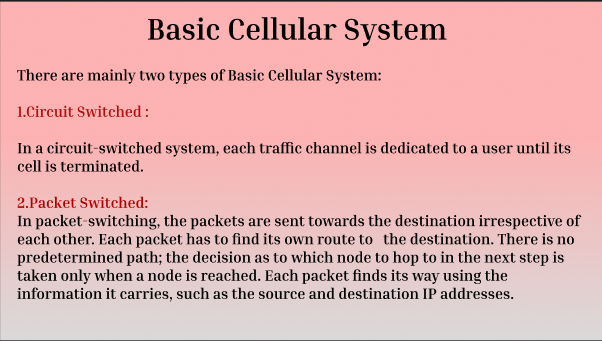 Basic Cellular System
There are mainly two types of Basic Cellular System:
1.Circuit Switched :
In a circuit-switched system, each traffic channel is dedicated to a user until its
cell is terminated.
2.Packet Switched:
In packet-switching, the packets are sent towards the destination irrespective of
each other. Each packet has to find its own route to   the destination. There is no
predetermined path; the decision as to which node to hop to in the next step is
taken only when a node is reached. Each packet finds its way using the
information it carries, such as the source and destination IP addresses.